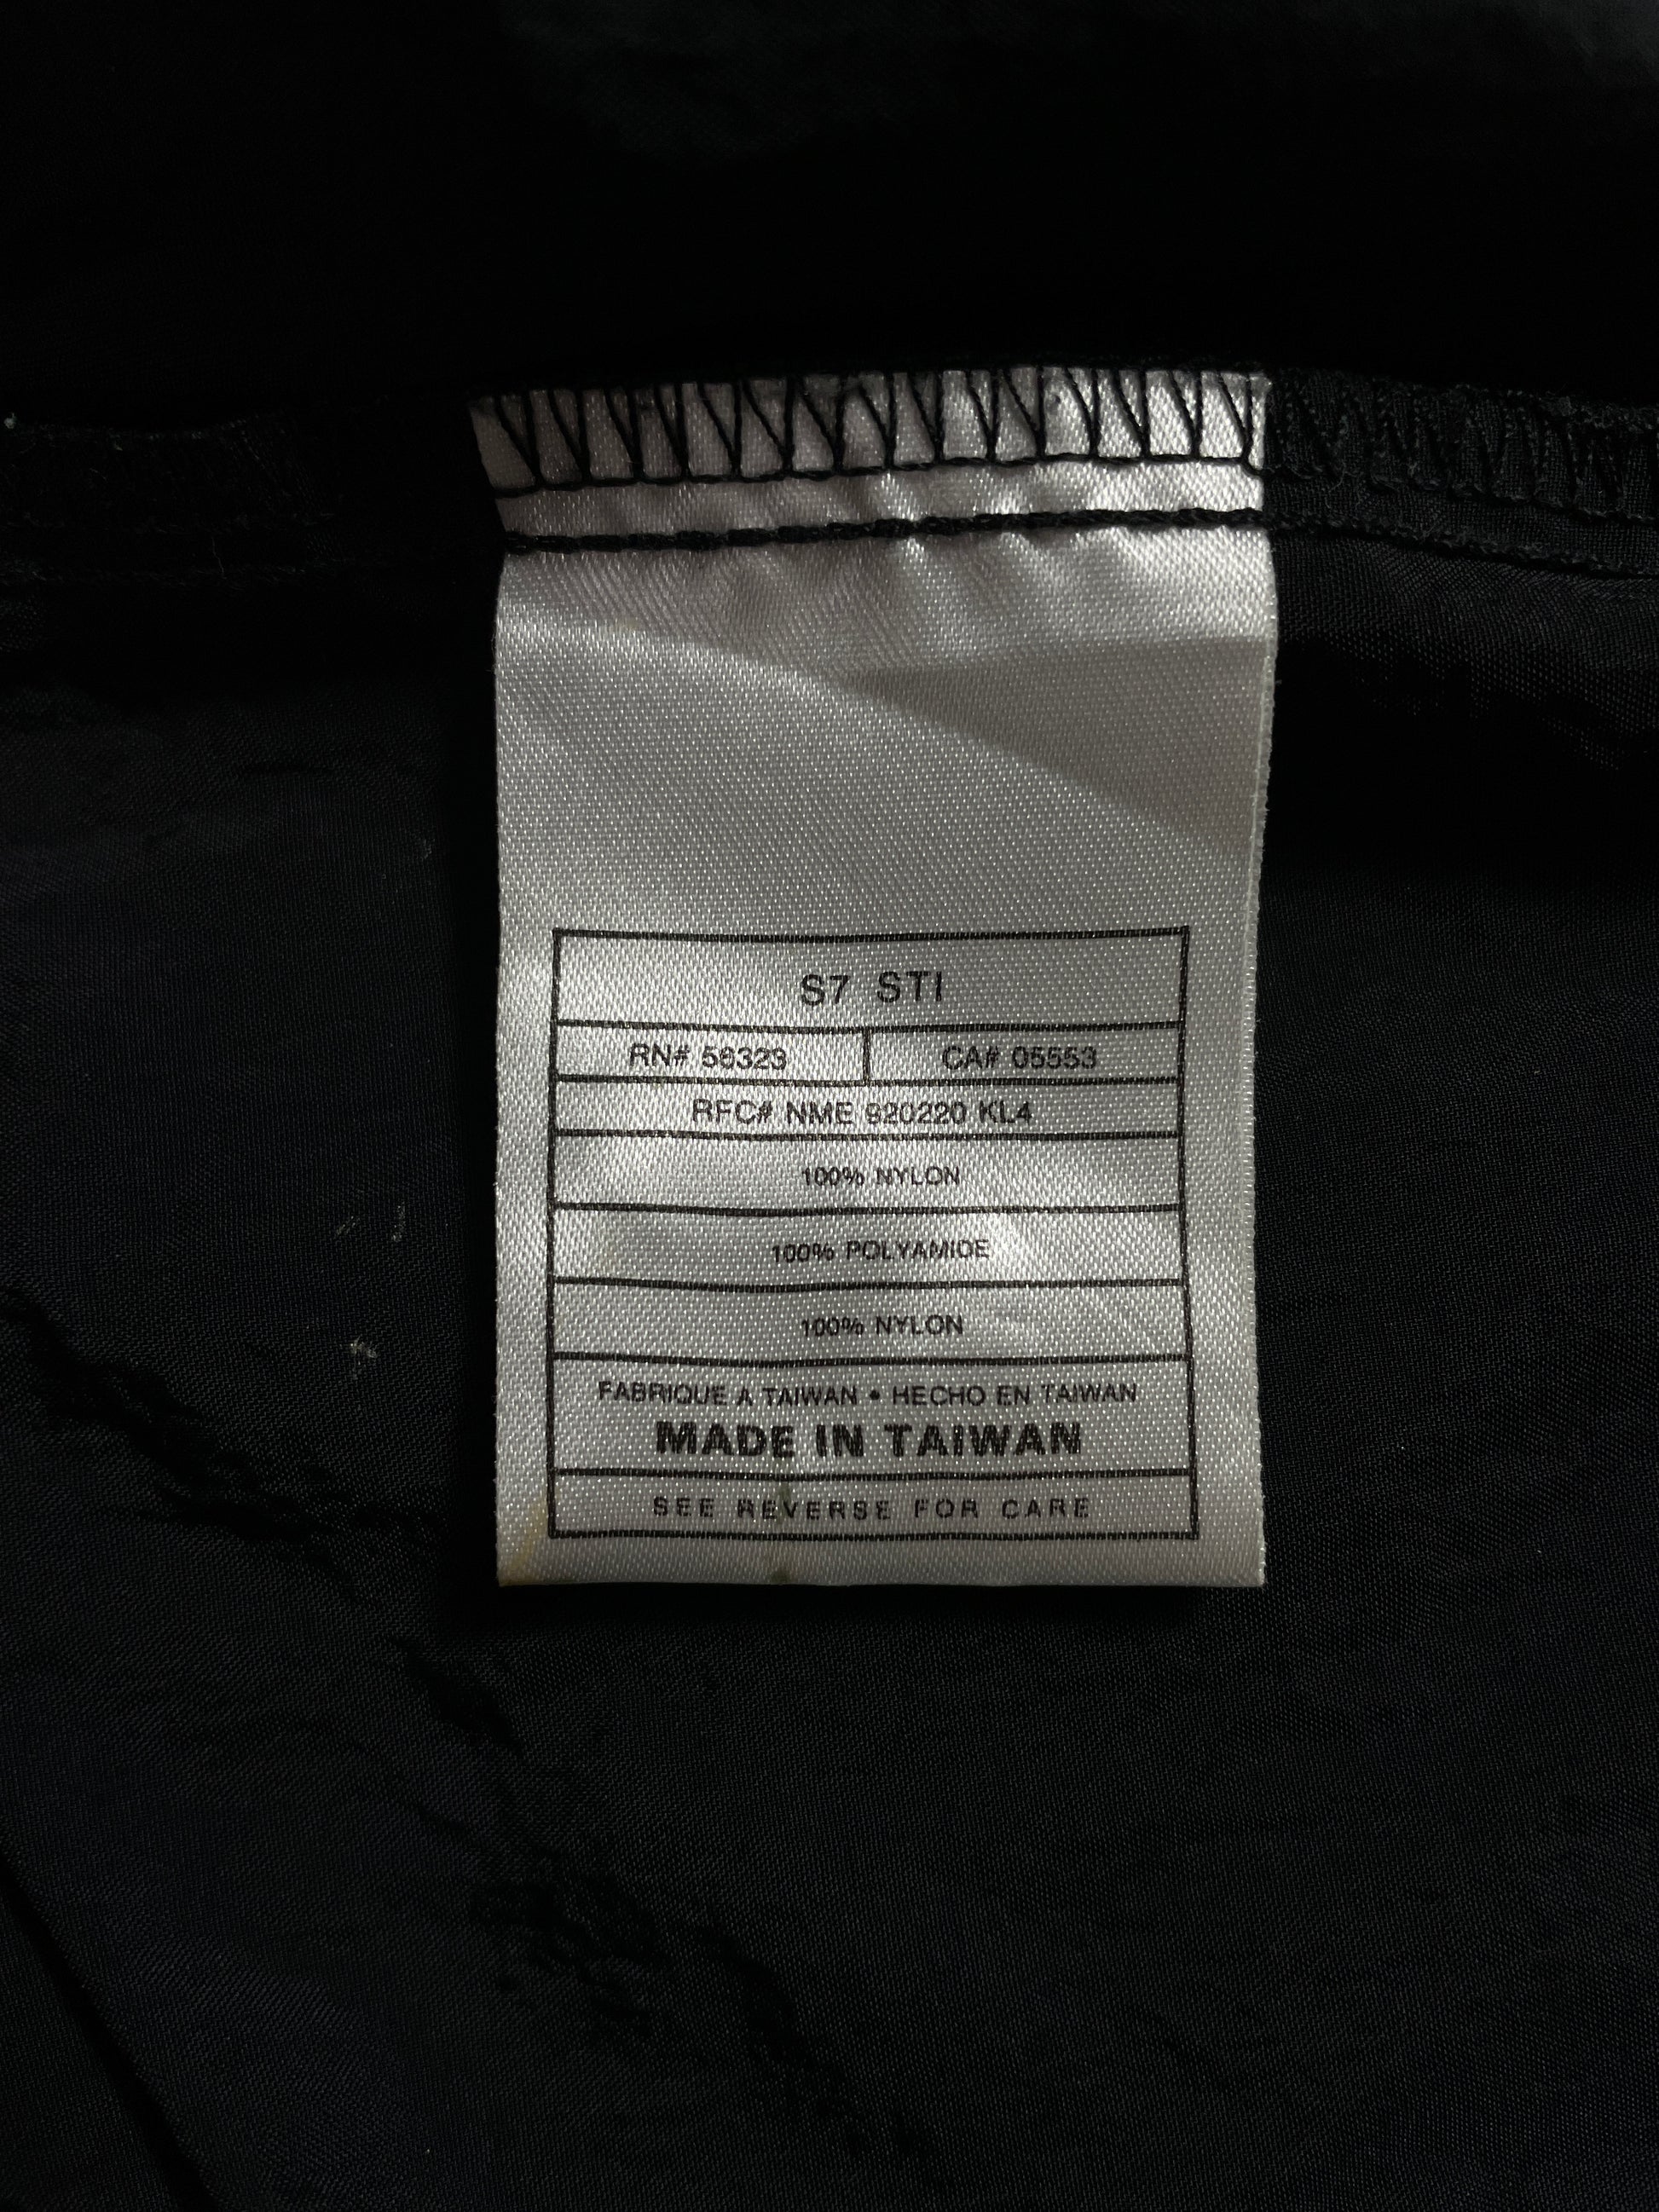 S7 STI
RN# 56323 CA# 05553
RFC# NME 920220 KL4
100% NYLON
100% POLYAMIDE
100% NYLON
FABRIQUE A TAIWAN • HECHO EN TAIWAN
MADE IN TAIWAN
SEE REVERSE FOR CARE